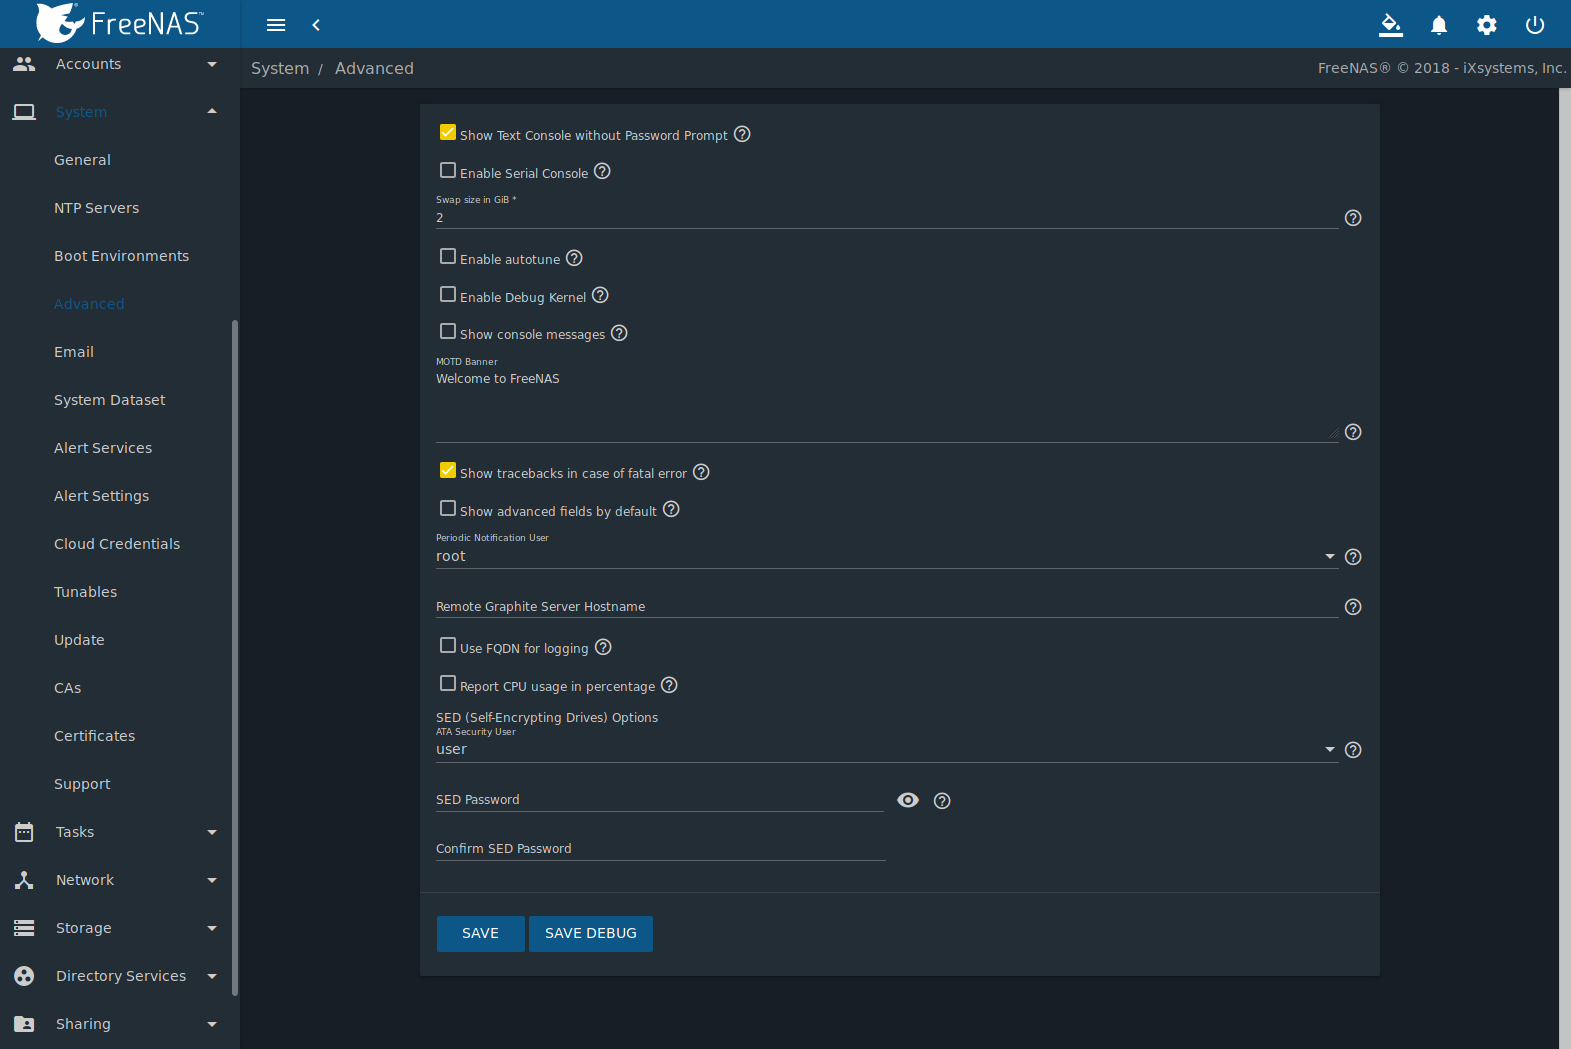 FreeNAS™
System / Advanced
FreeNAS® © 2018 - iXsystems, Inc.
Accounts
System
General
NTP Servers
Boot Environments
Advanced
Email
System Dataset
Alert Services
Alert Settings
Cloud Credentials
Tunables
Update
CAs
Certificates
Support
Tasks
Network
Storage
Directory Services
Sharing
Show Text Console without Password Prompt
Enable Serial Console
Swap size in GiB *
2
Enable autotune
Enable Debug Kernel
Show console messages
MOTD Banner
Welcome to FreeNAS
Show tracebacks in case of fatal error
Show advanced fields by default
Periodic Notification User
root
Remote Graphite Server Hostname
Use FQDN for logging
Report CPU usage in percentage
SED (Self-Encrypting Drives) Options
ATA Security User
user
SED Password
Confirm SED Password
SAVE SAVE DEBUG